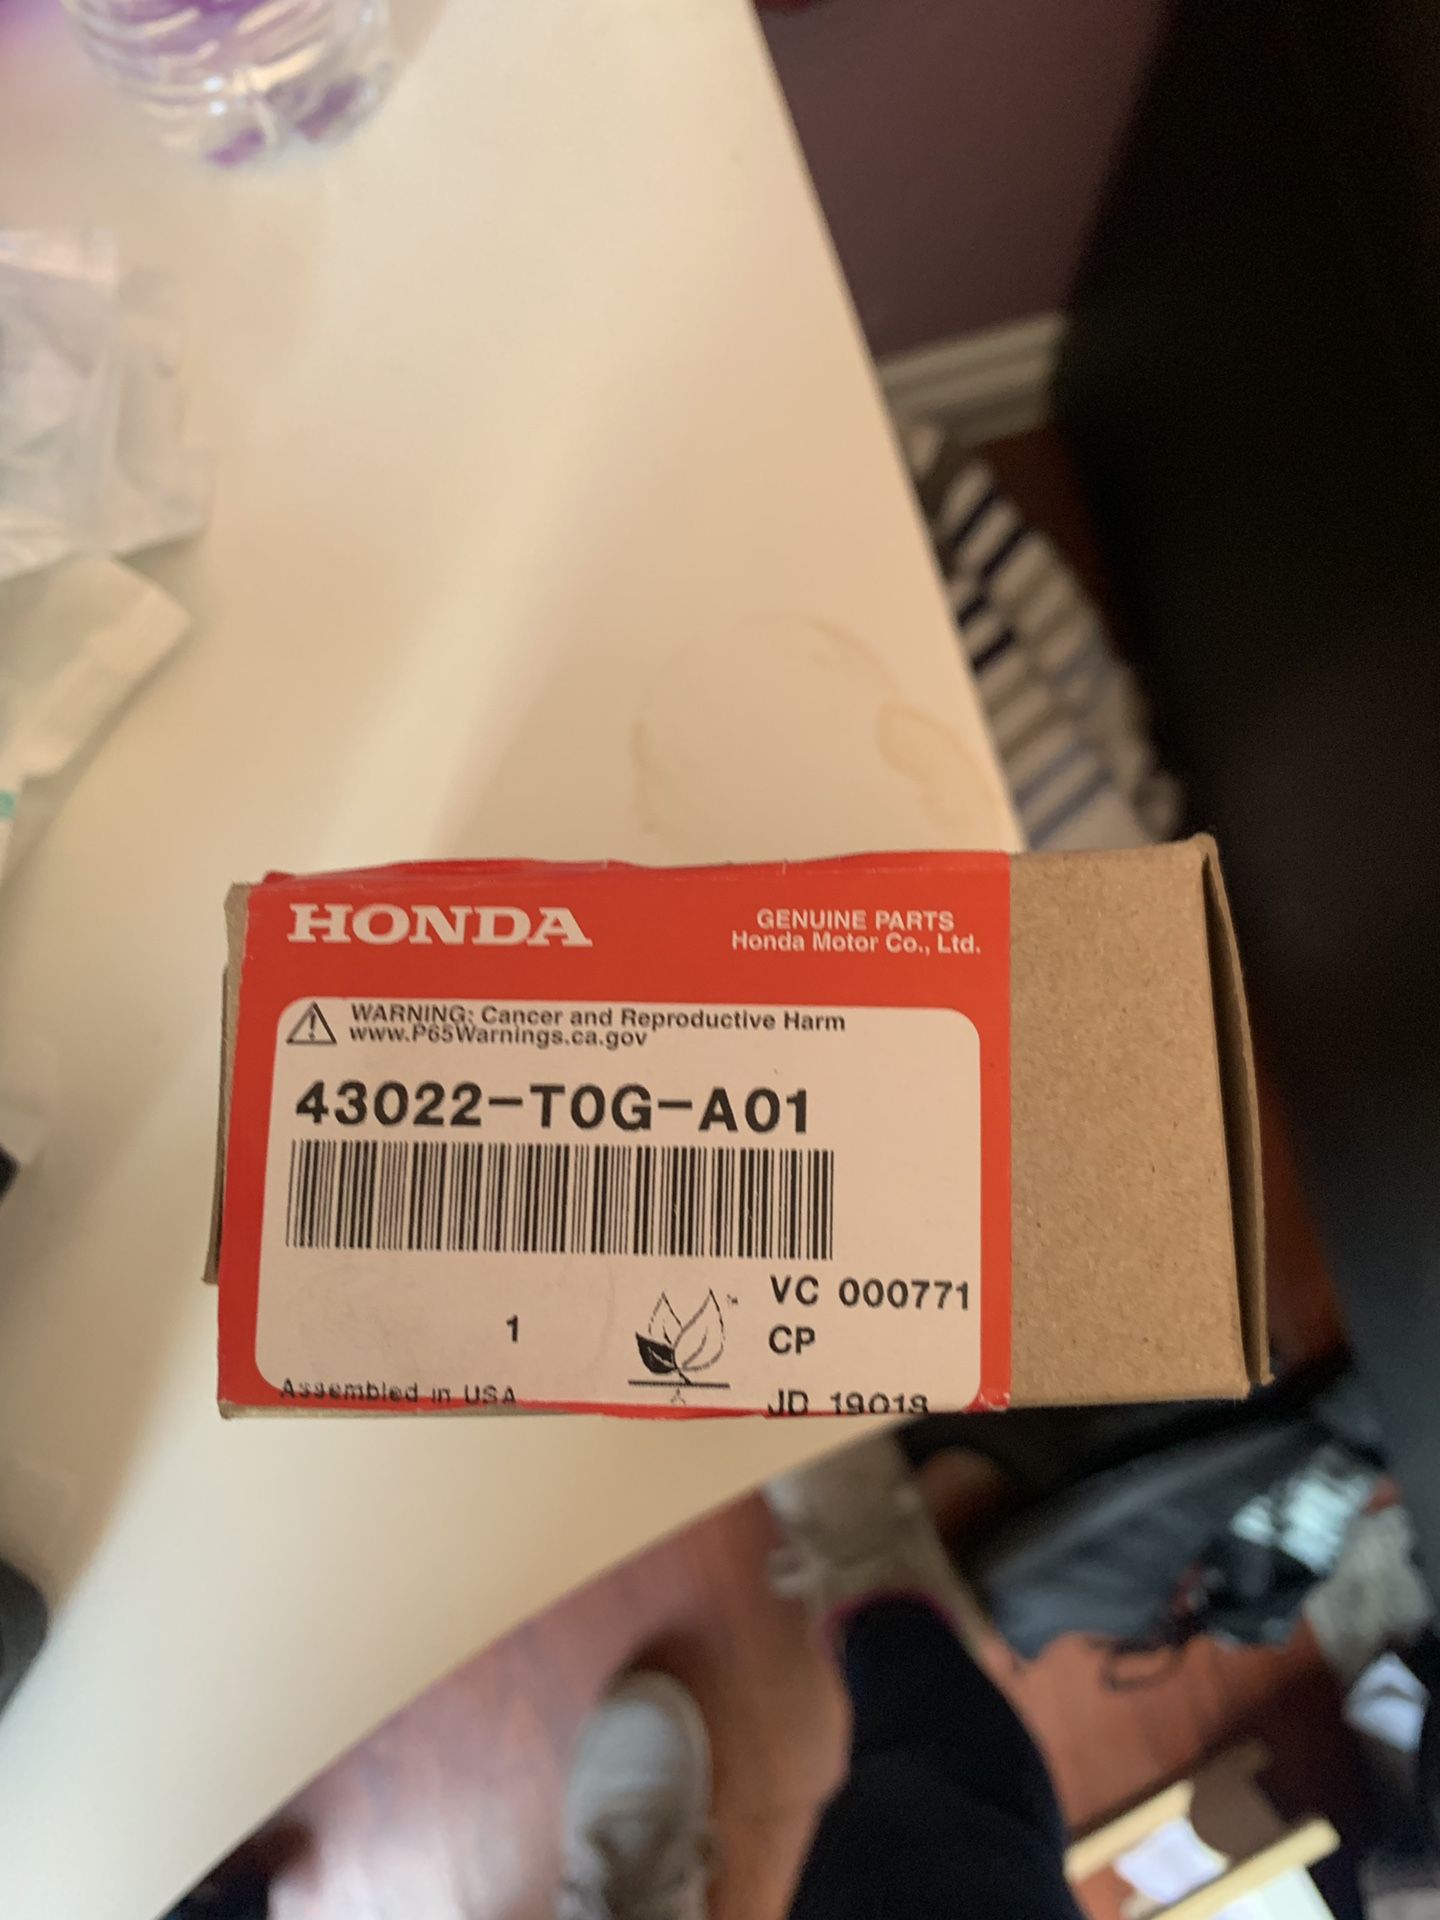 HONDA
GENUINE PARTS
Honda Motor Co., Ltd.
WARNING: Cancer and Reproductive Harm
www.P65Warnings.ca.gov
43022-T0G-A01
VC 000771
1
CP
Assembled in USA
JD